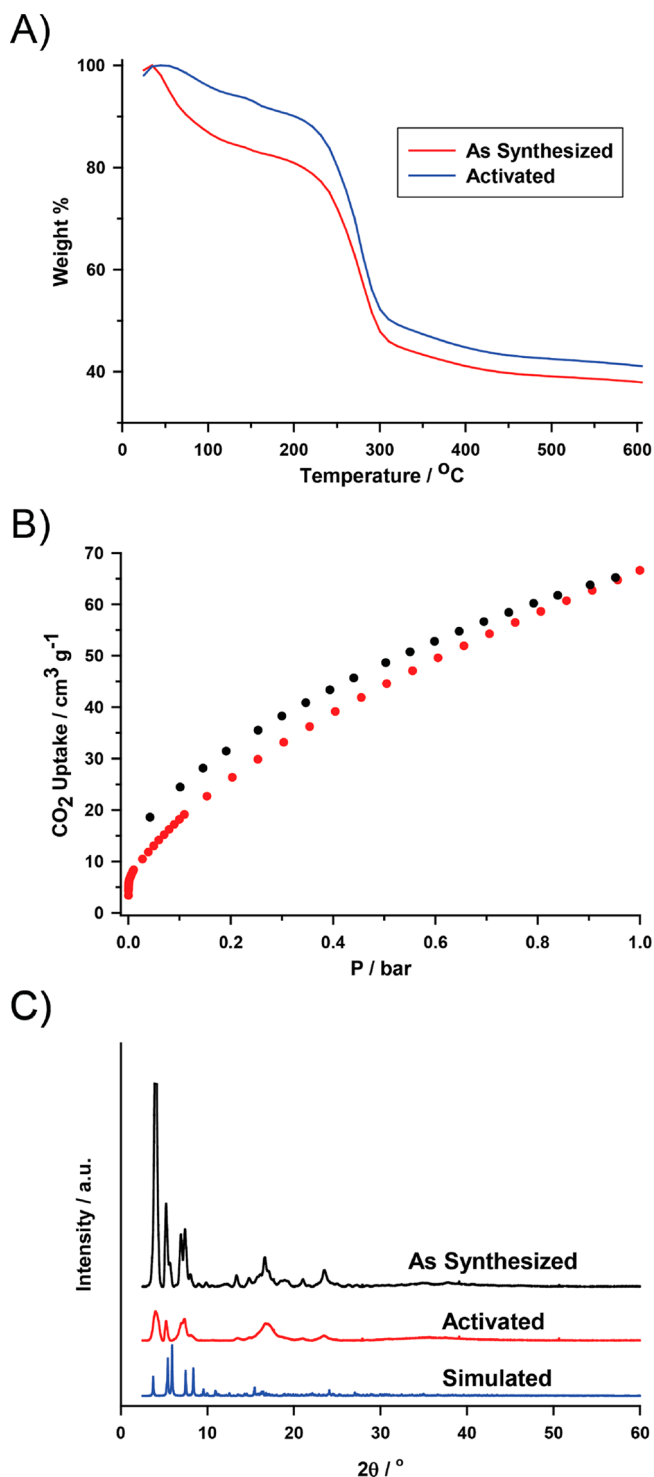 A)
100
80
60
40
Weight %
As Synthesized
Activated
0 100 200 300 400 500 600
Temperature / °C
B)
70
60
50
40
30
20
10
0
CO2 Uptake / cm3 g-1
0.0 0.2 0.4 0.6 0.8 1.0
P / bar
C)
Intensity / a.u.
As Synthesized
Activated
Simulated
0 10 20 30 40 50 60
2θ / °